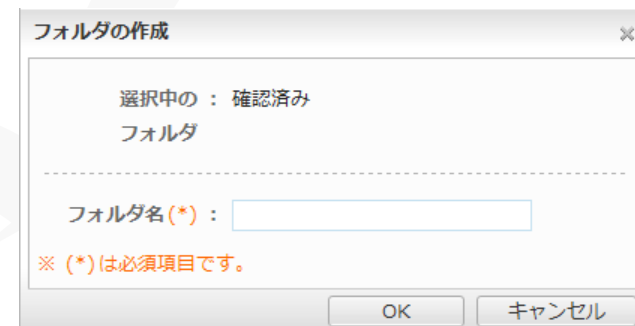 フォルダの作成
選択中の : 確認済み
フォルダ
フォルダ名(*) :
※ (*)は必須項目です。
OK キャンセル